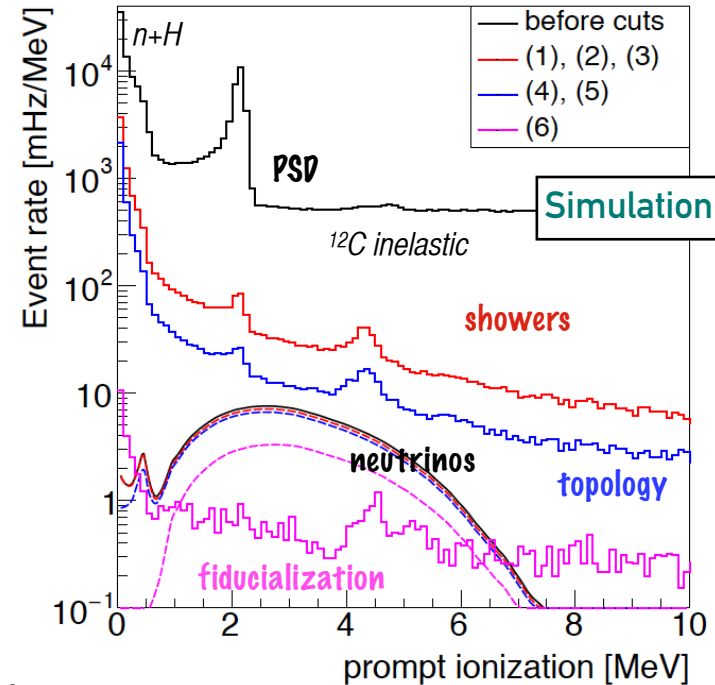 Event rate [mHz/MeV]
10⁴
10³
10²
10
1
10⁻¹
n+H
before cuts
(1), (2), (3)
(4), (5)
(6)
PSD
Simulation
¹²C inelastic
showers
neutrinos
topology
fiducialization
0 2 4 6 8 10
prompt ionization [MeV]